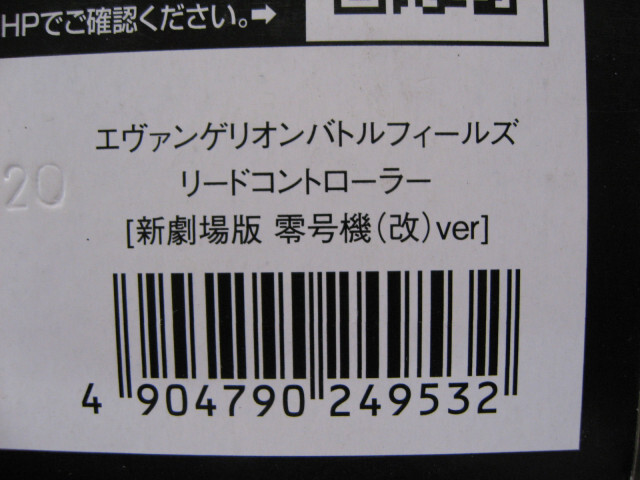 HPでご確認ください。➡
エヴァンゲリオンバトルフィールズ
20
リードコントローラー
[新劇場版 零号機(改)ver]
4 904790 249532